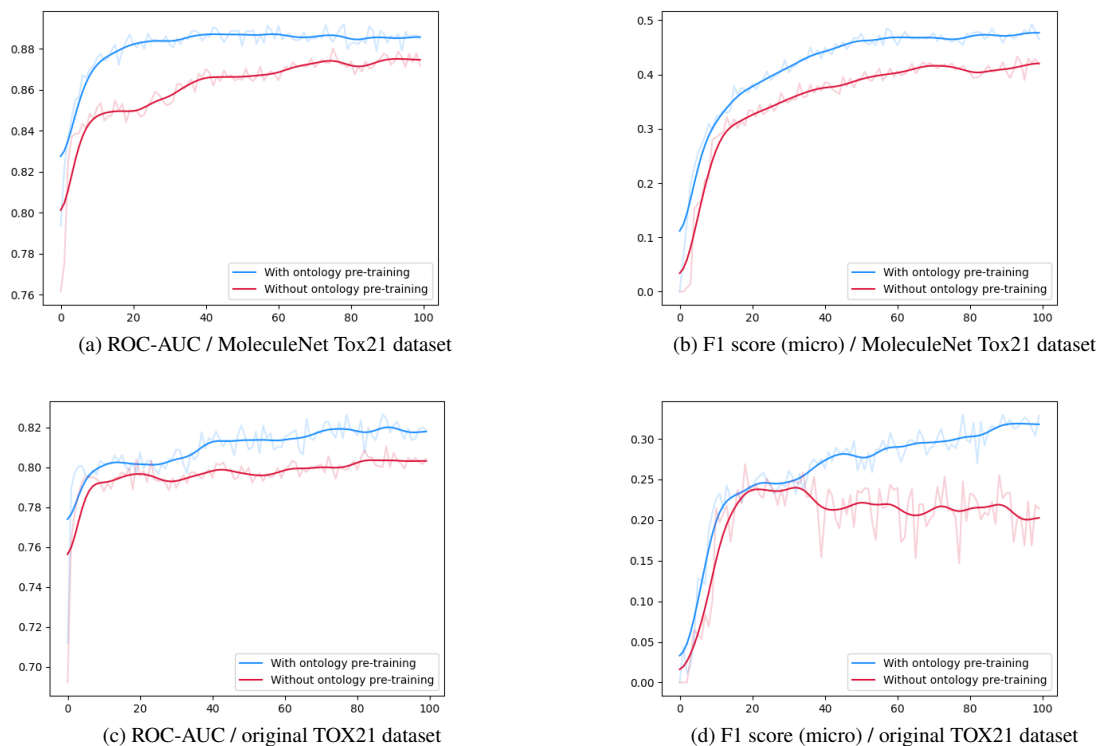 0.88
0.86
0.84
0.82
0.80
0.78
0.76
0 20 40 60 80 100
With ontology pre-training
Without ontology pre-training
(a) ROC-AUC / MoleculeNet Tox21 dataset
0.5
0.4
0.3
0.2
0.1
0.0
0 20 40 60 80 100
With ontology pre-training
Without ontology pre-training
(b) F1 score (micro) / MoleculeNet Tox21 dataset
0.82
0.80
0.78
0.76
0.74
0.72
0.70
0 20 40 60 80 100
With ontology pre-training
Without ontology pre-training
(c) ROC-AUC / original TOX21 dataset
0.30
0.25
0.20
0.15
0.10
0.05
0.00
0 20 40 60 80 100
With ontology pre-training
Without ontology pre-training
(d) F1 score (micro) / original TOX21 dataset